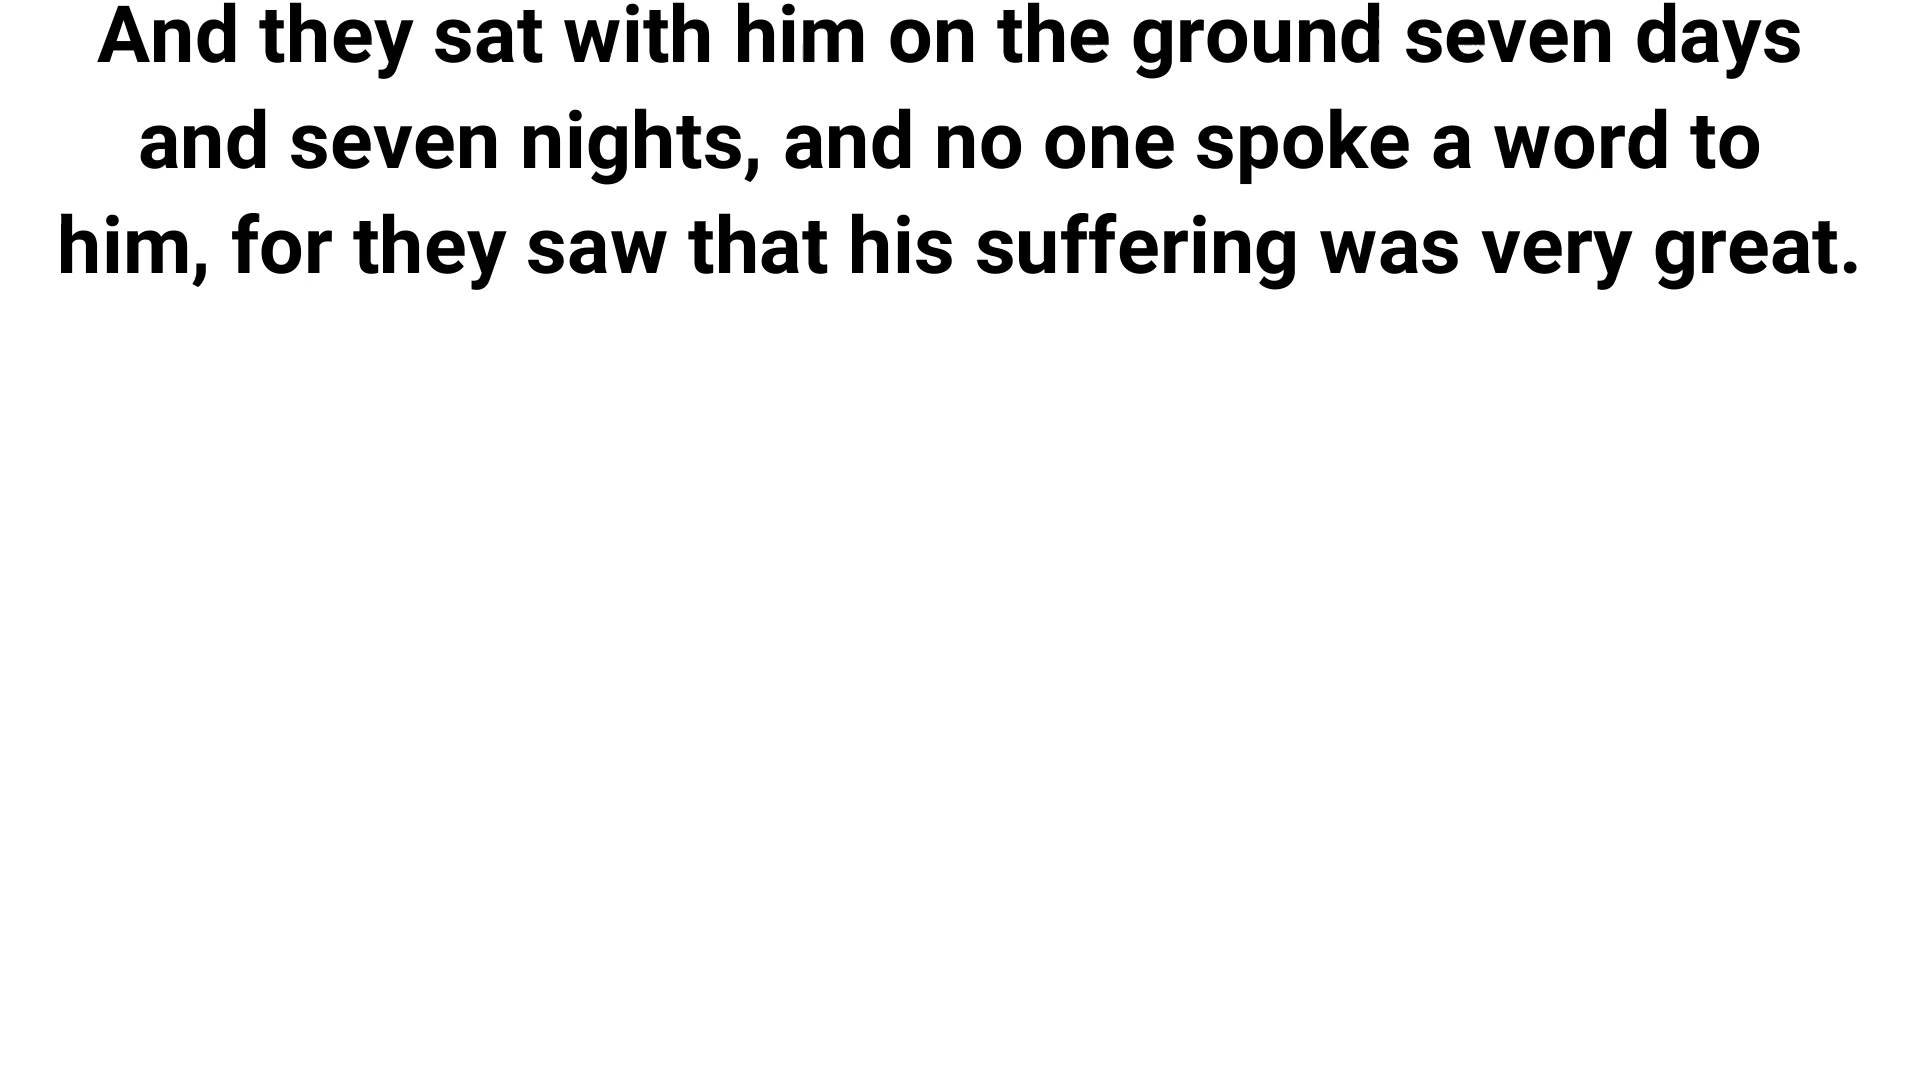 And they sat with him on the ground seven days
and seven nights, and no one spoke a word to
him, for they saw that his suffering was very great.